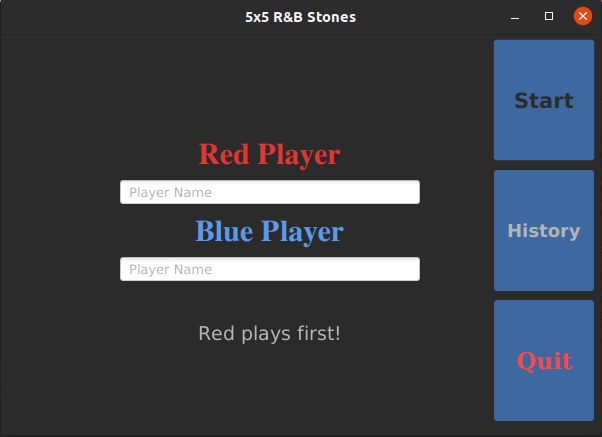 5x5 R&B Stones
Red Player
Player Name
Blue Player
Player Name
Red plays first!
Start
History
Quit